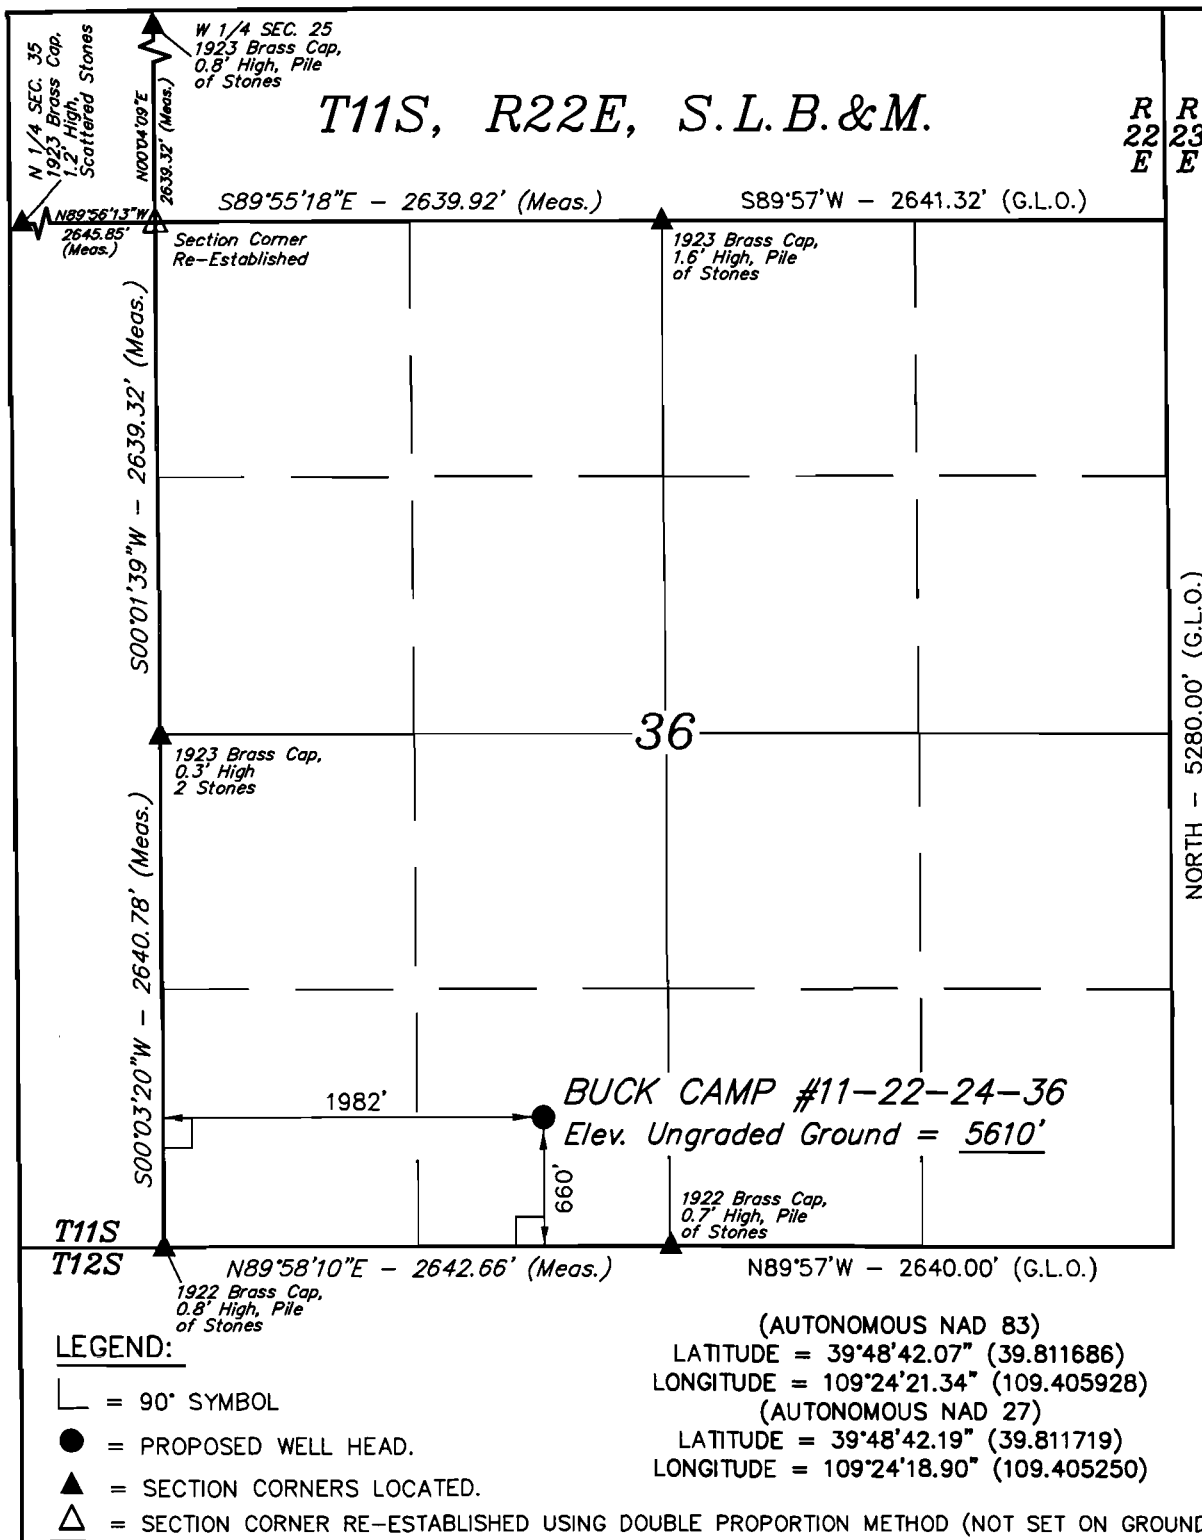 W 1/4 SEC. 25
1923 Brass Cap,
0.8' High, Pile
of Stones
N 1/4 SEC. 35
1923 Brass Cap,
1.2' High,
Scattered Stones
N00°04'09"E
2639.32' (Meas.)
T11S, R22E, S.L.B.&M.
R R
22 23
E E
N89°56'13"W
2645.85'
(Meas.)
S89°55'18"E - 2639.92' (Meas.)
S89°57'W - 2641.32' (G.L.O.)
Section Corner
Re-Established
1923 Brass Cap,
1.6' High, Pile
of Stones
S00°01'39"W - 2639.32' (Meas.)
NORTH - 5280.00' (G.L.O.)
36
1923 Brass Cap,
0.3' High
2 Stones
S00°03'20"W - 2640.78' (Meas.)
1982'
BUCK CAMP #11-22-24-36
Elev. Ungraded Ground = 5610'
660'
1922 Brass Cap,
0.7' High, Pile
of Stones
T11S
T12S
N89°58'10"E - 2642.66' (Meas.)
N89°57'W - 2640.00' (G.L.O.)
1922 Brass Cap,
0.8' High, Pile
of Stones
LEGEND:
= 90° SYMBOL
= PROPOSED WELL HEAD.
= SECTION CORNERS LOCATED.
= SECTION CORNER RE-ESTABLISHED USING DOUBLE PROPORTION METHOD (NOT SET ON GROUND
(AUTONOMOUS NAD 83)
LATITUDE = 39°48'42.07" (39.811686)
LONGITUDE = 109°24'21.34" (109.405928)
(AUTONOMOUS NAD 27)
LATITUDE = 39°48'42.19" (39.811719)
LONGITUDE = 109°24'18.90" (109.405250)